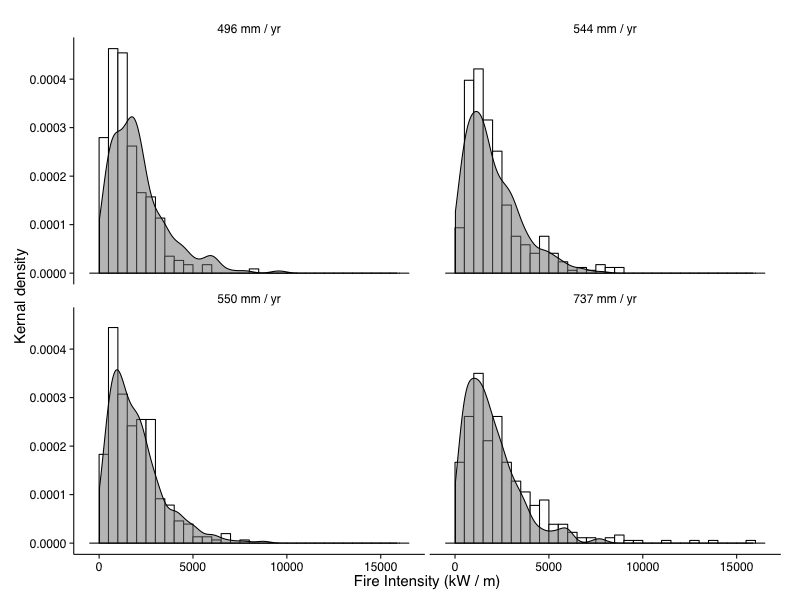 496 mm / yr
544 mm / yr
0.0004
0.0003
0.0002
0.0001
0.0000
Kernal density
550 mm / yr
737 mm / yr
0.0004
0.0003
0.0002
0.0001
0.0000
0 5000 10000 15000
0 5000 10000 15000
Fire Intensity (kW / m)